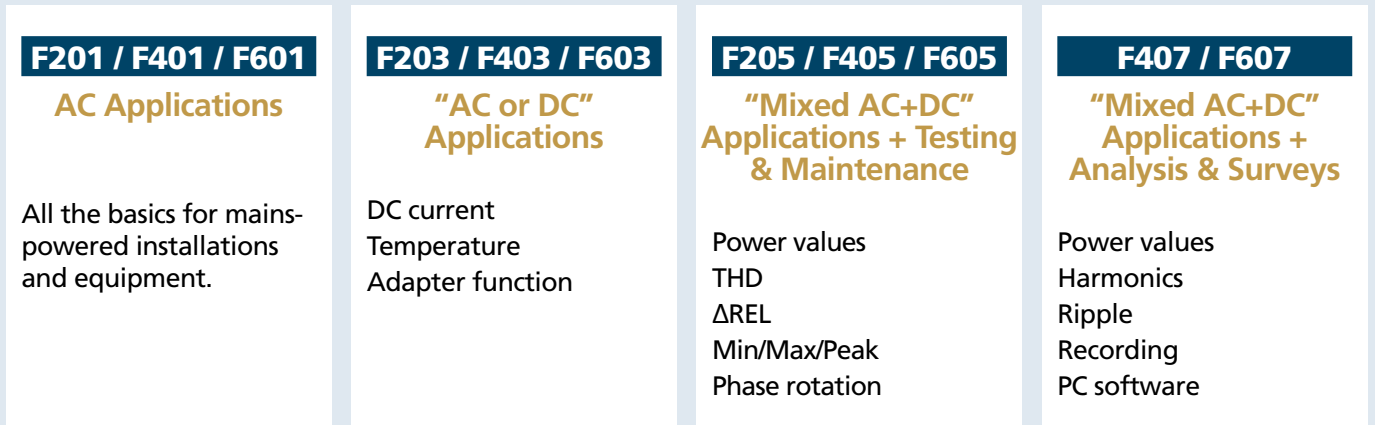 F201 / F401 / F601
AC Applications
All the basics for mains-
powered installations
and equipment.
F203 / F403 / F603
“AC or DC”
Applications
DC current
Temperature
Adapter function
F205 / F405 / F605
“Mixed AC+DC”
Applications + Testing
& Maintenance
Power values
THD
ΔREL
Min/Max/Peak
Phase rotation
F407 / F607
“Mixed AC+DC”
Applications +
Analysis & Surveys
Power values
Harmonics
Ripple
Recording
PC software